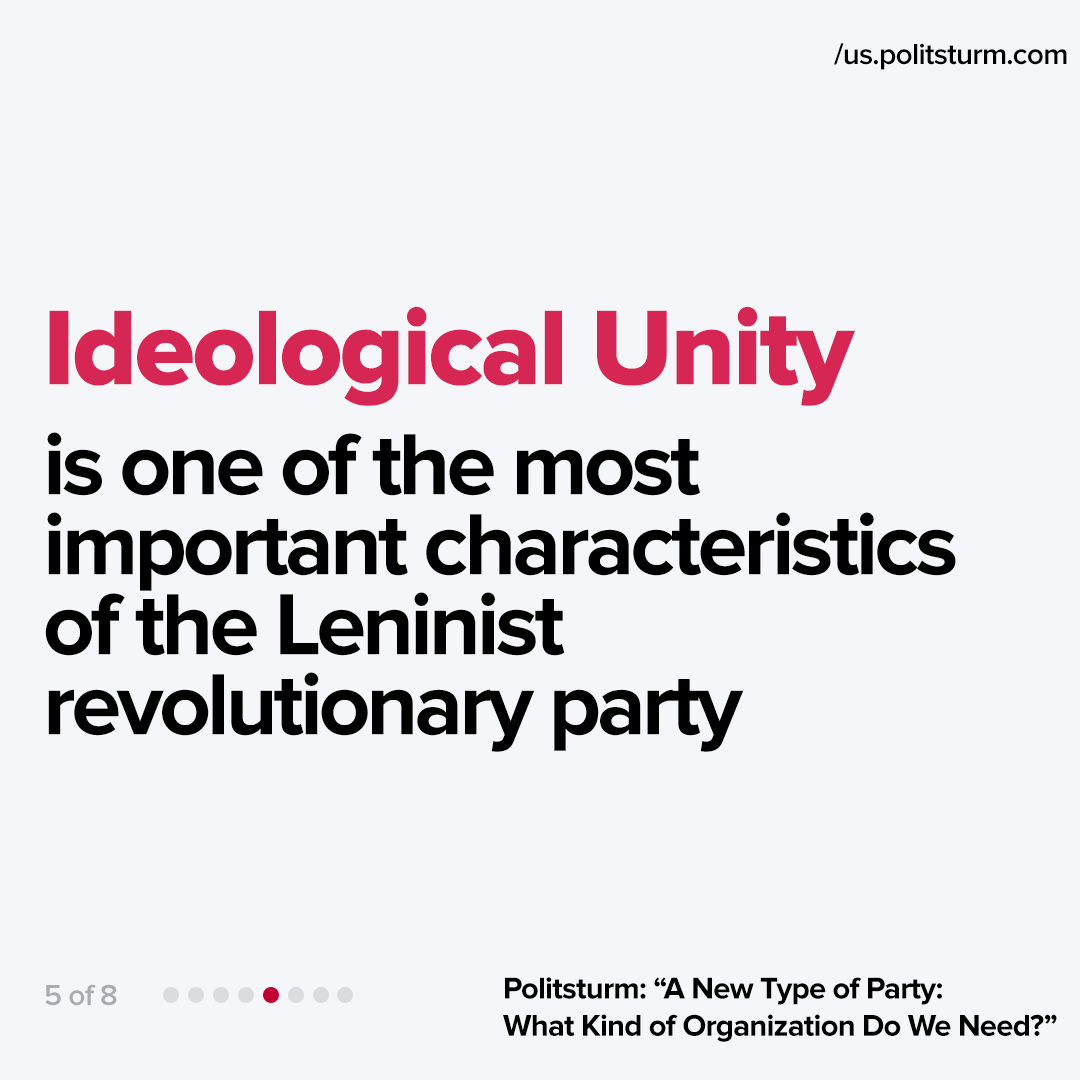 /us.politsturm.com
Ideological Unity
is one of the most
important characteristics
of the Leninist
revolutionary party
5 of 8
Politsturm: “A New Type of Party:
What Kind of Organization Do We Need?”